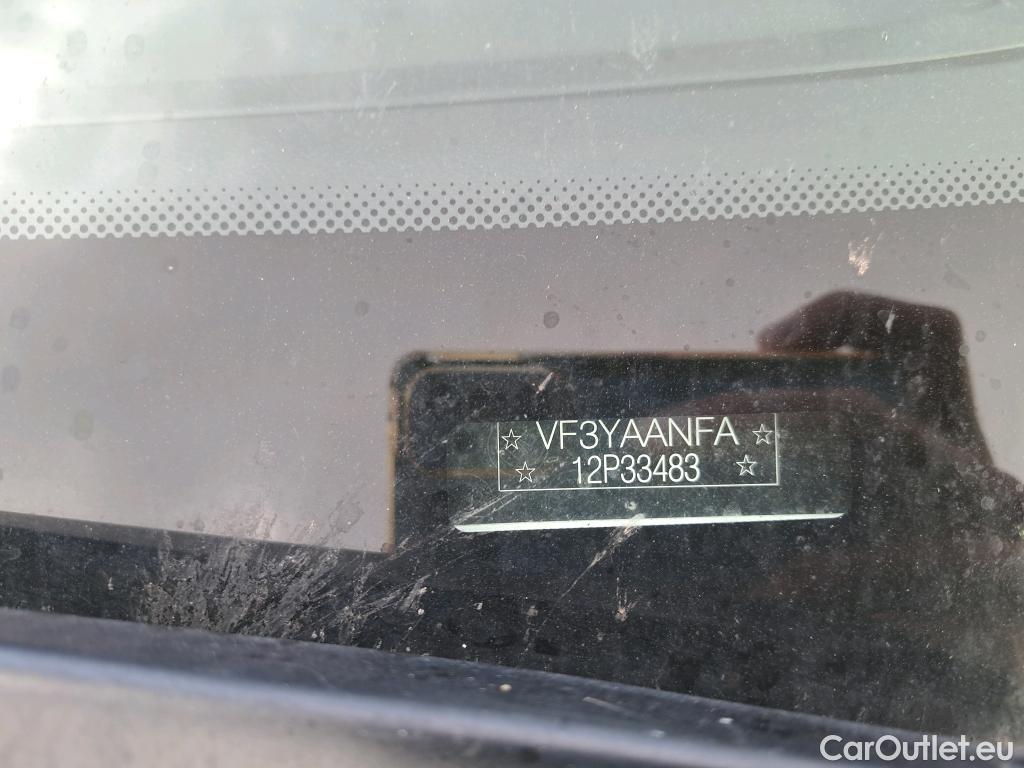 ☆ VF3YAANFA ☆
☆ 12P33483 ☆
CarOutlet.eu